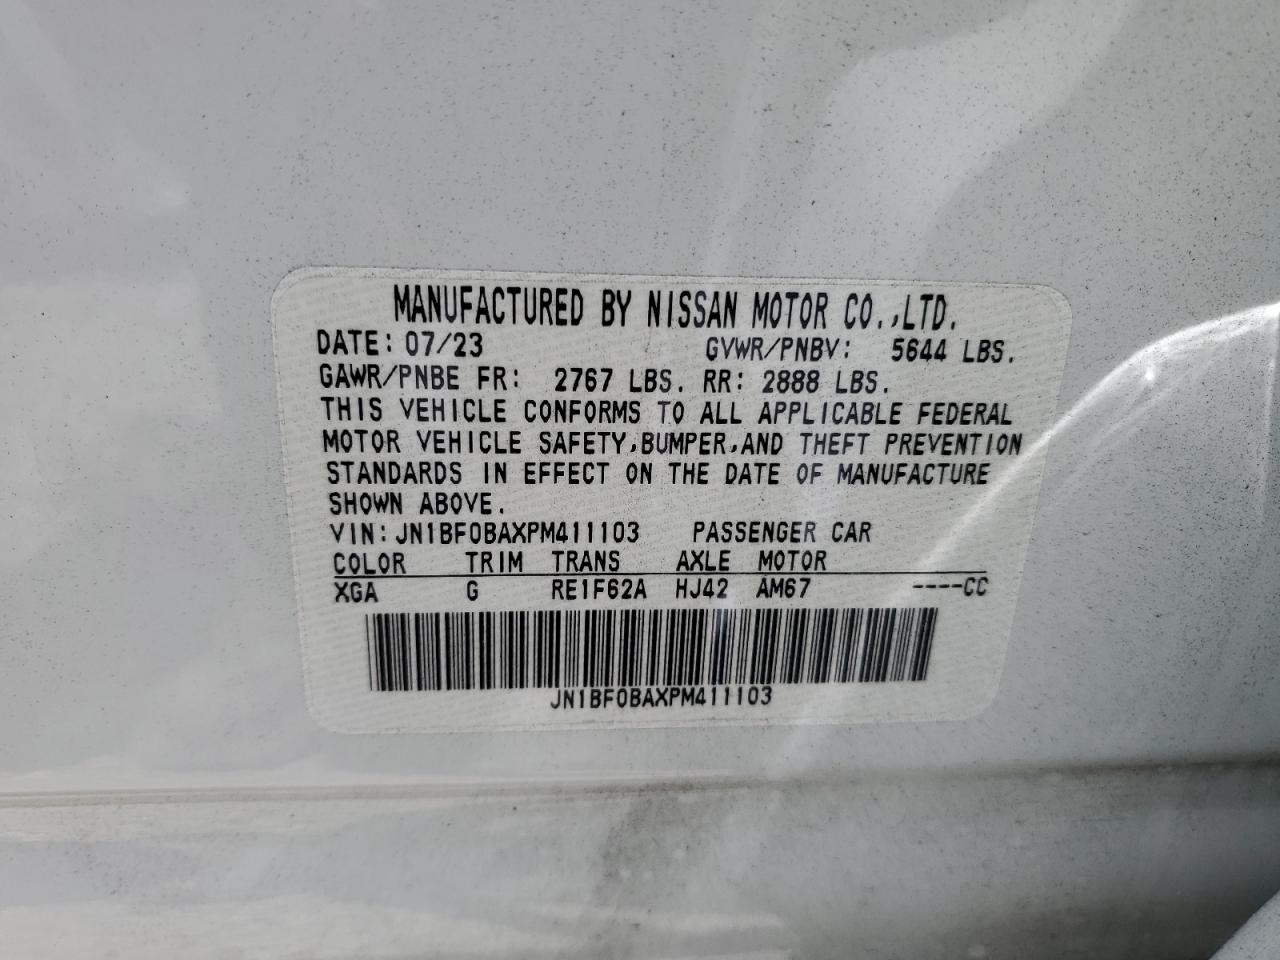 MANUFACTURED BY NISSAN MOTOR CO.,LTD.
DATE: 07/23 GVWR/PNBV: 5644 LBS.
GAWR/PNBE FR: 2767 LBS. RR: 2888 LBS.
THIS VEHICLE CONFORMS TO ALL APPLICABLE FEDERAL
MOTOR VEHICLE SAFETY,BUMPER,AND THEFT PREVENTION
STANDARDS IN EFFECT ON THE DATE OF MANUFACTURE
SHOWN ABOVE.
VIN: JN1BF0BAXPM411103 PASSENGER CAR
COLOR TRIM TRANS AXLE MOTOR
XGA G RE1F62A HJ42 AM67 ----CC
JN1BF0BAXPM411103